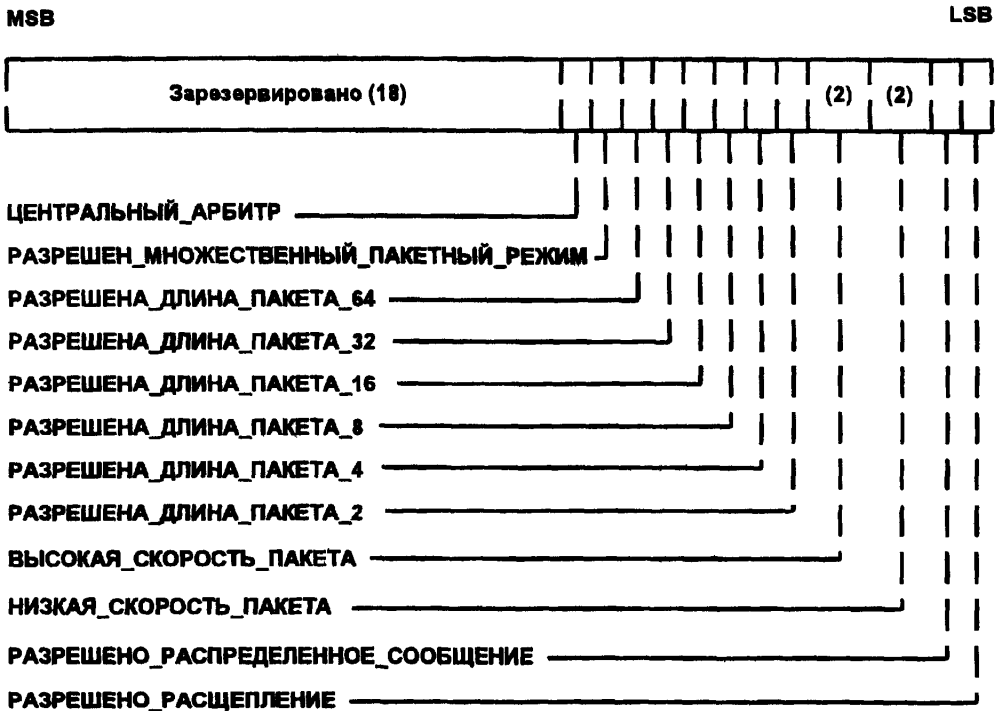 MSB LSB
Зарезервировано (18) (2) (2)
ЦЕНТРАЛЬНЫЙ_АРБИТР
РАЗРЕШЕН_МНОЖЕСТВЕННЫЙ_ПАКЕТНЫЙ_РЕЖИМ
РАЗРЕШЕНА_ДЛИНА_ПАКЕТА_64
РАЗРЕШЕНА_ДЛИНА_ПАКЕТА_32
РАЗРЕШЕНА_ДЛИНА_ПАКЕТА_16
РАЗРЕШЕНА_ДЛИНА_ПАКЕТА_8
РАЗРЕШЕНА_ДЛИНА_ПАКЕТА_4
РАЗРЕШЕНА_ДЛИНА_ПАКЕТА_2
ВЫСОКАЯ_СКОРОСТЬ_ПАКЕТА
НИЗКАЯ_СКОРОСТЬ_ПАКЕТА
РАЗРЕШЕНО_РАСПРЕДЕЛЕННОЕ_СООБЩЕНИЕ
РАЗРЕШЕНО_РАСЩЕПЛЕНИЕ